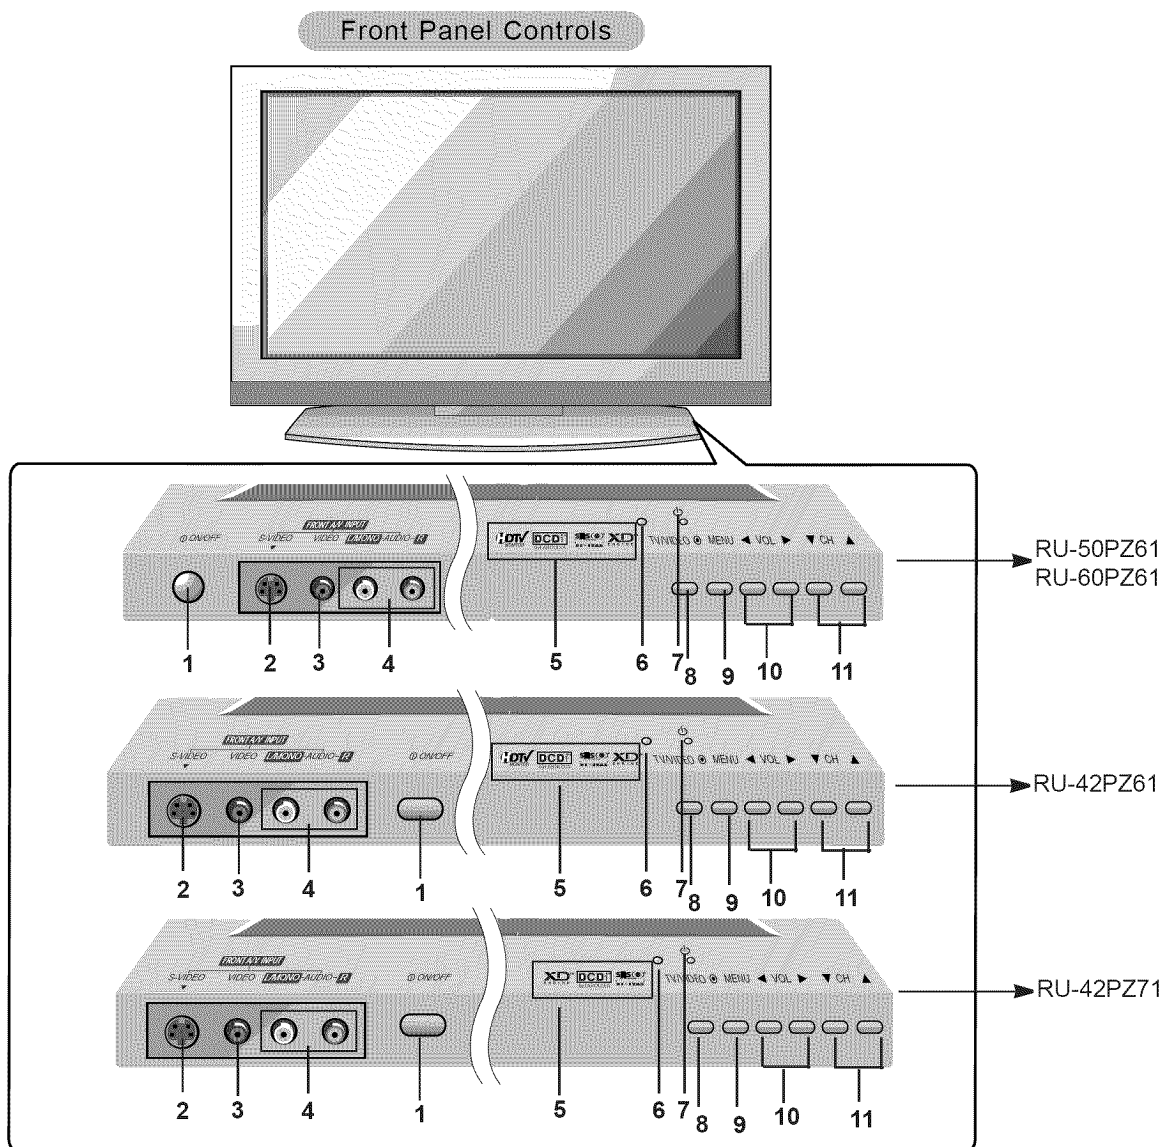 Front Panel Controls
ON/OFF
FRONT A/V INPUT
S-VIDEO VIDEO L/MONO-AUDIO-R
HDTV DCDi XD
TV/VIDEO MENU ◀ VOL ▶ ▼ CH ▲
RU-50PZ61
RU-60PZ61
1 2 3 4 5 6 7 8 9 10 11
FRONT A/V INPUT
S-VIDEO VIDEO L/MONO-AUDIO-R
ON/OFF
HDTV DCDi XD
TV/VIDEO MENU ◀ VOL ▶ ▼ CH ▲
RU-42PZ61
2 3 4 1 5 6 7 8 9 10 11
FRONT A/V INPUT
S-VIDEO VIDEO L/MONO-AUDIO-R
ON/OFF
XD DCDi
TV/VIDEO MENU ◀ VOL ▶ ▼ CH ▲
RU-42PZ71
2 3 4 1 5 6 7 8 9 10 11